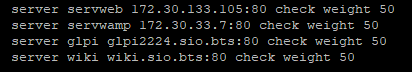 server servweb 172.30.133.105:80 check weight 50
server servwamp 172.30.33.7:80 check weight 50
server glpi glpi2224.sio.bts:80 check weight 50
server wiki wiki.sio.bts:80 check weight 50